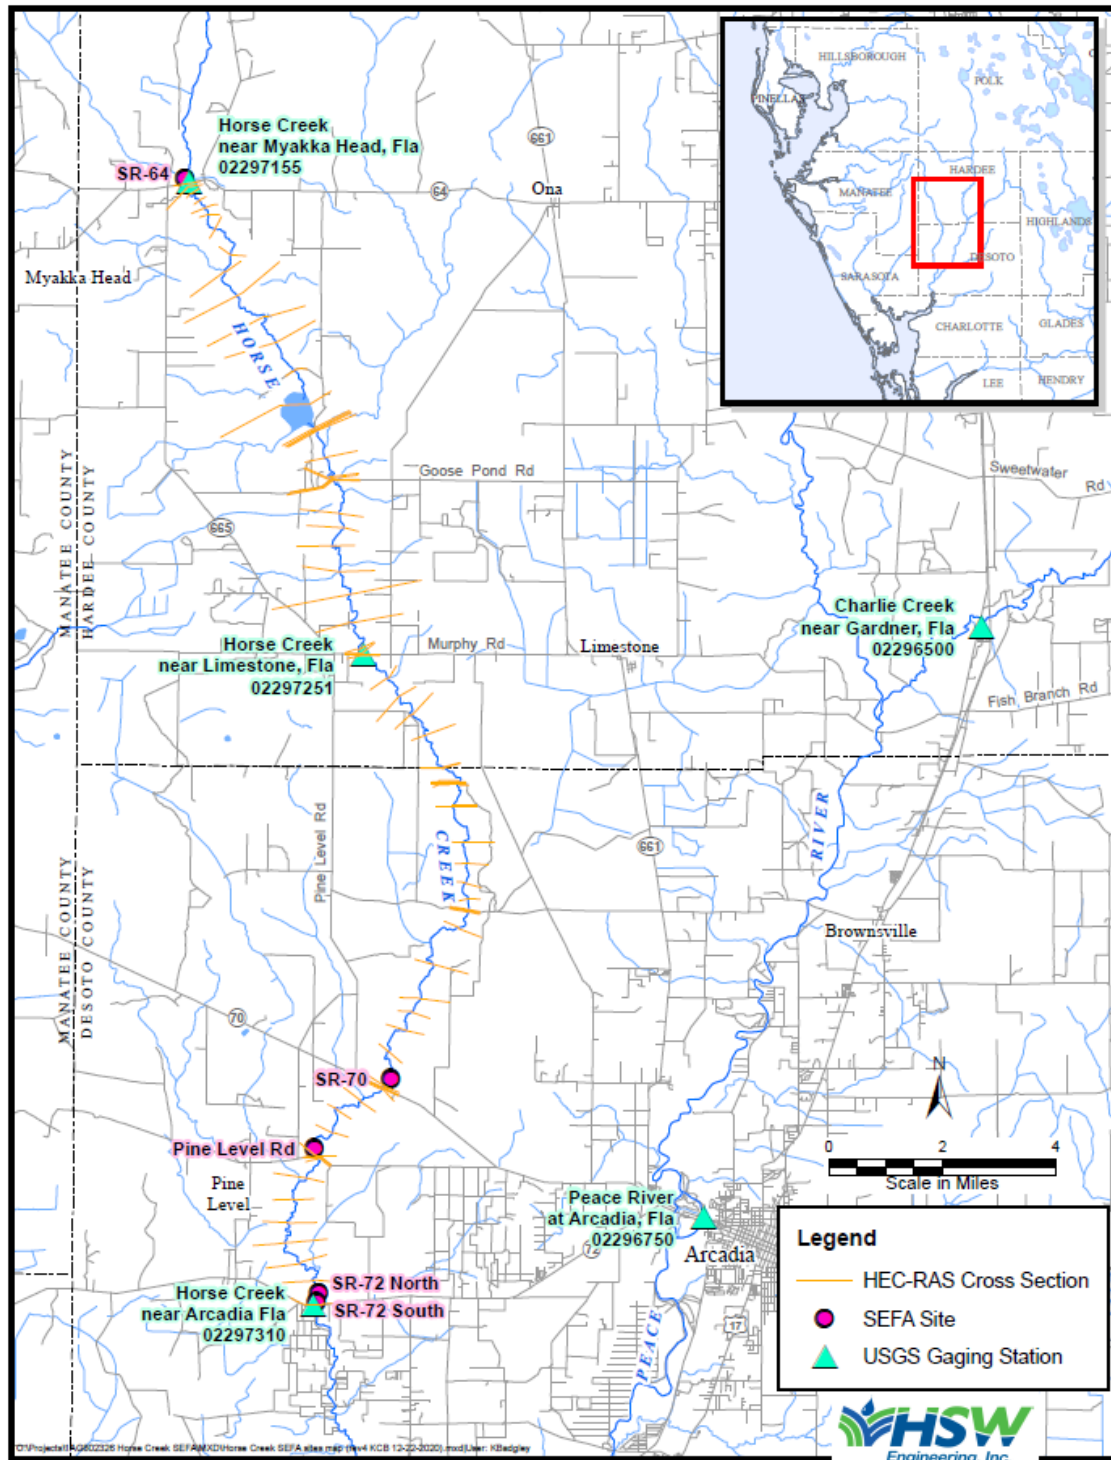 HILLSBOROUGH
POLK
PINELLAS
HARDEE
MANATEE
HIGHLANDS
DESOTO
SARASOTA
CHARLOTTE
GLADES
LEE
HENDRY
Horse Creek
near Myakka Head, Fla
02297155
SR-64
64
661
Ona
Myakka Head
HORSE
Goose Pond Rd
Sweetwater
Rd
665
MANATEE COUNTY
HARDEE COUNTY
Charlie Creek
near Gardner, Fla
02296500
Horse Creek
near Limestone, Fla
02297251
Murphy Rd
Limestone
Fish Branch Rd
Pine Level Rd
CREEK
RIVER
661
MANATEE COUNTY
DESOTO COUNTY
Brownsville
70
SR-70
N
0 2 4
Scale in Miles
Pine Level Rd
Pine
Level
Peace River
at Arcadia, Fla
02296750
72
Arcadia
SR-72 North
SR-72 South
Horse Creek
near Arcadia Fla
02297310
17
PEACE
Legend
HEC-RAS Cross Section
SEFA Site
USGS Gaging Station
HSW
Engineering, Inc.